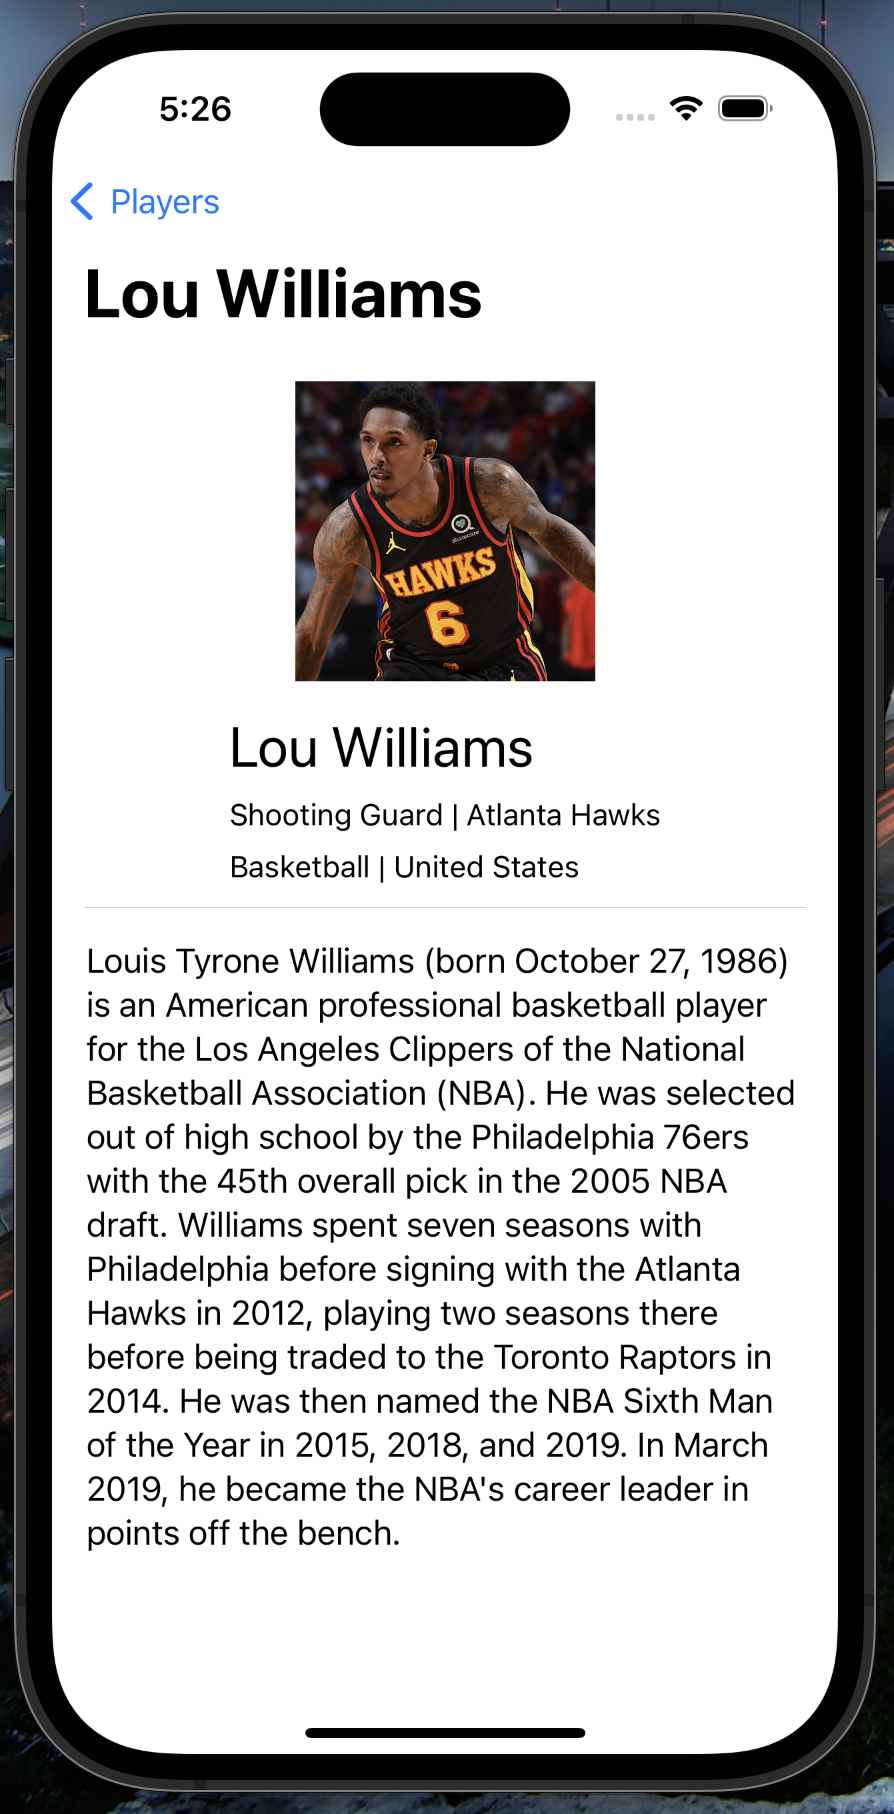 5:26
Players
Lou Williams
HAWKS
6
Lou Williams
Shooting Guard | Atlanta Hawks
Basketball | United States
Louis Tyrone Williams (born October 27, 1986)
is an American professional basketball player
for the Los Angeles Clippers of the National
Basketball Association (NBA). He was selected
out of high school by the Philadelphia 76ers
with the 45th overall pick in the 2005 NBA
draft. Williams spent seven seasons with
Philadelphia before signing with the Atlanta
Hawks in 2012, playing two seasons there
before being traded to the Toronto Raptors in
2014. He was then named the NBA Sixth Man
of the Year in 2015, 2018, and 2019. In March
2019, he became the NBA's career leader in
points off the bench.